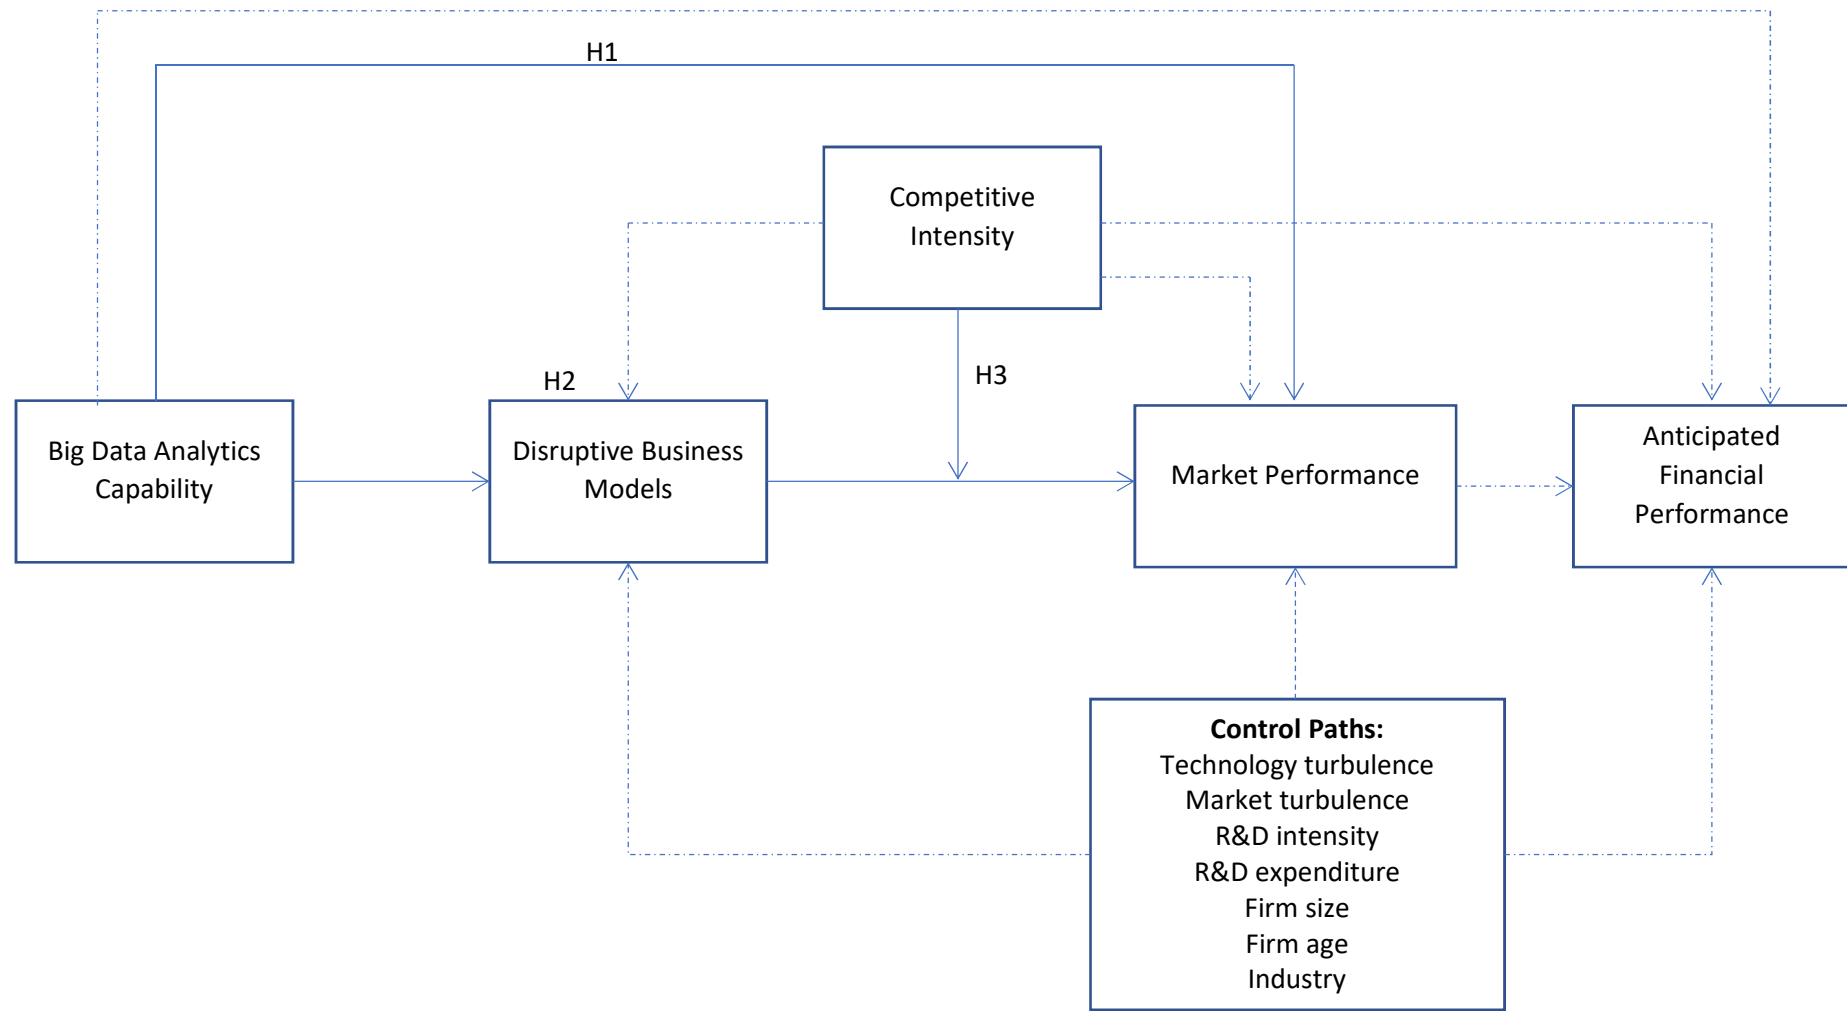 H1
Competitive
Intensity
H2
H3
Big Data Analytics
Capability
Disruptive Business
Models
Market Performance
Anticipated
Financial
Performance
Control Paths:
Technology turbulence
Market turbulence
R&D intensity
R&D expenditure
Firm size
Firm age
Industry